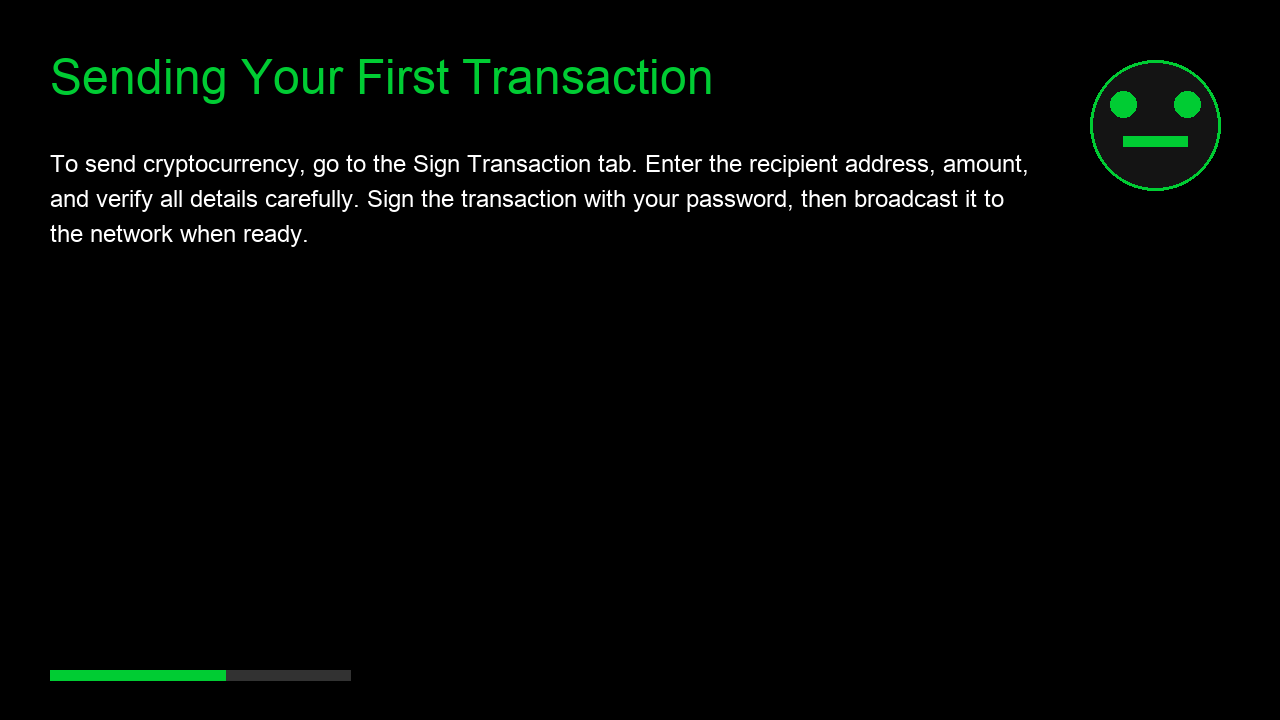 Sending Your First Transaction
To send cryptocurrency, go to the Sign Transaction tab. Enter the recipient address, amount,
and verify all details carefully. Sign the transaction with your password, then broadcast it to
the network when ready.